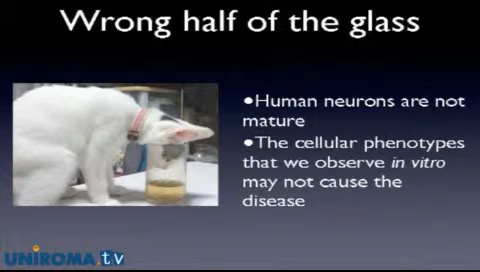 Wrong half of the glass
•Human neurons are not
mature
•The cellular phenotypes
that we observe in vitro
may not cause the
disease
UNIROMA.tv